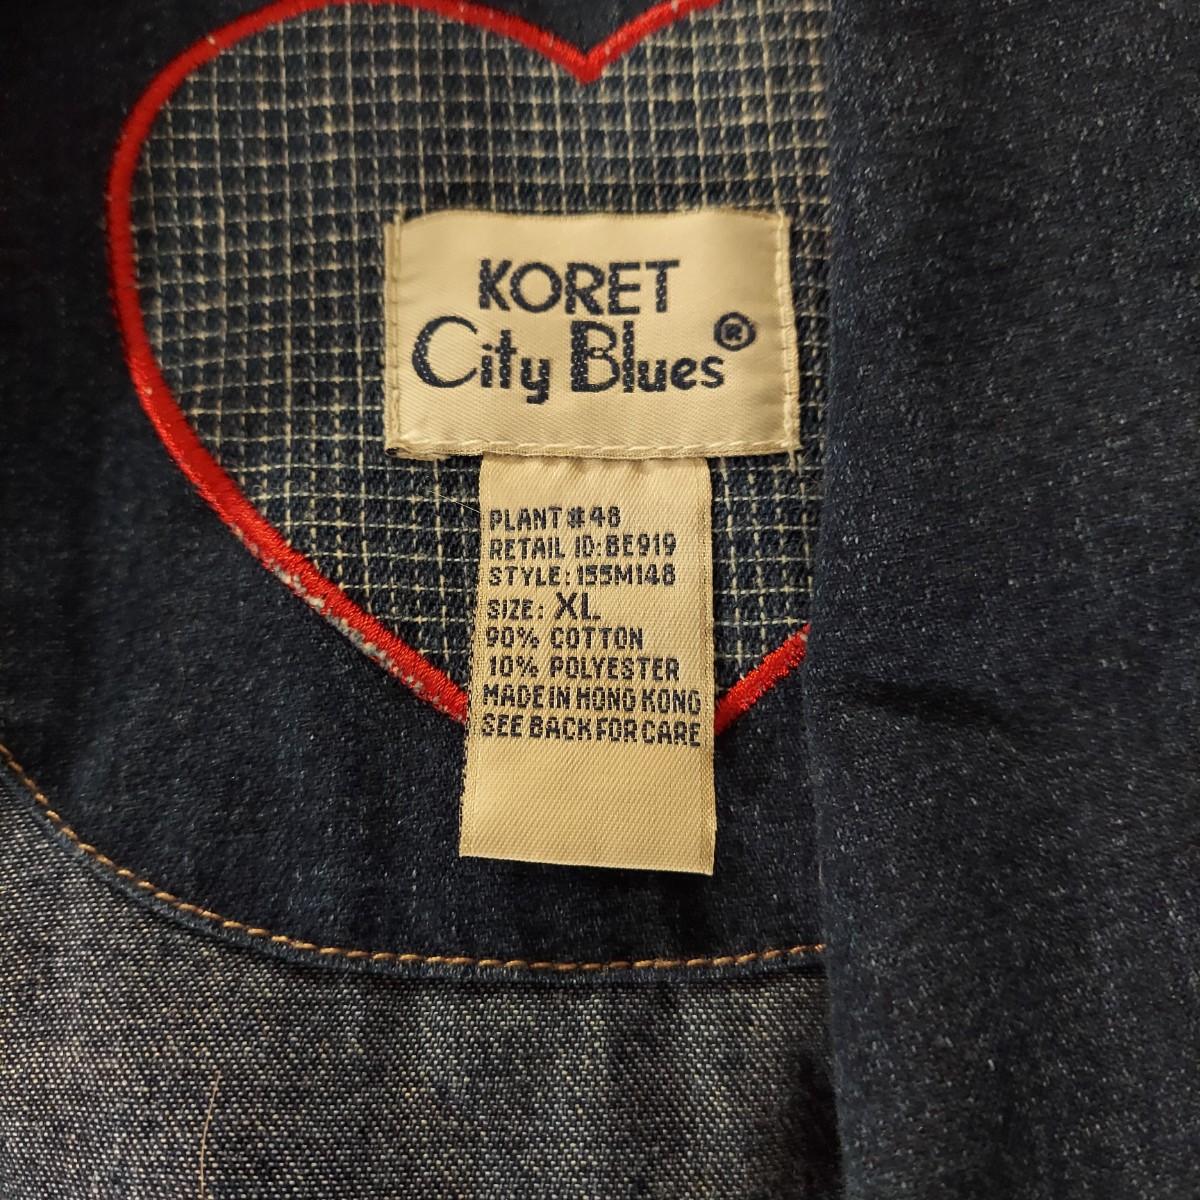 KORET
City Blues®
PLANT #48
RETAIL ID: BE919
STYLE: 155M148
SIZE: XL
90% COTTON
10% POLYESTER
MADE IN HONG KONG
SEE BACK FOR CARE